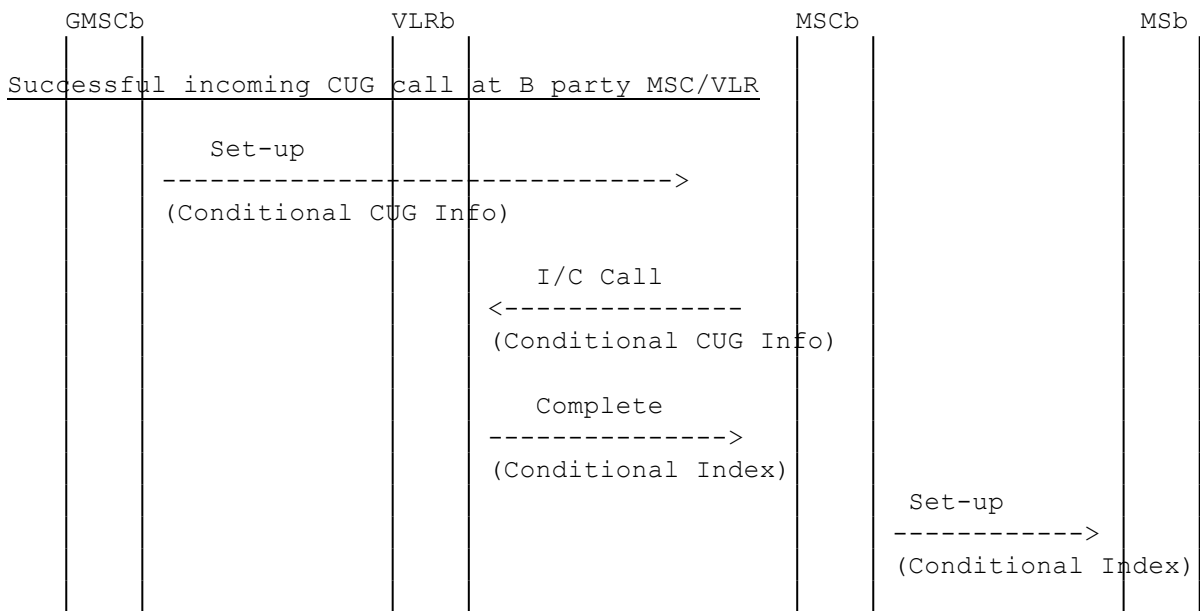 GMSCb VLRb MSCb MSb
Successful incoming CUG call at B party MSC/VLR
Set-up
-------------------------------->
(Conditional CUG Info)
I/C Call
<---------------
(Conditional CUG Info)
Complete
--------------->
(Conditional Index)
Set-up
------------>
(Conditional Index)